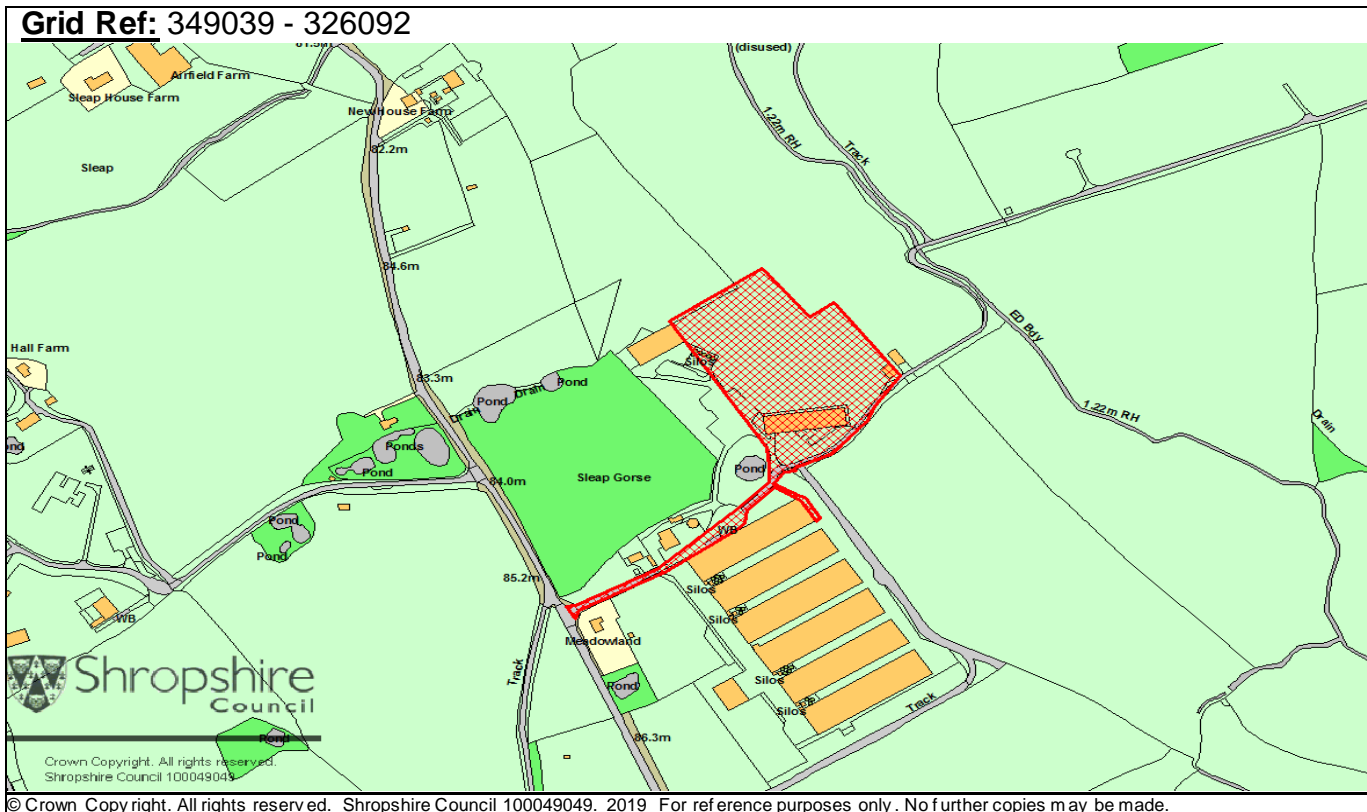 Grid Ref: 349039 - 326092
(disused)
Airfield Farm
Sleap House Farm
New House Farm
1.22m RH
Track
82.2m
Sleap
84.6m
ED Bdy
Hall Farm
Silos
83.3m
Drain
Pond
Drain
Pond
1.22m RH
Drain
Ponds
Pond
Pond
Sleap Gorse
84.0m
Pond
Pond
WB
85.2m
Silos
WB
Silos
Meadowland
Track
Silos
Pond
Silos
Track
86.3m
Pond
Shropshire
Council
Crown Copyright. All rights reserved.
Shropshire Council 100049049
© Crown Copyright. All rights reserved. Shropshire Council 100049049. 2019 For reference purposes only. No further copies may be made.